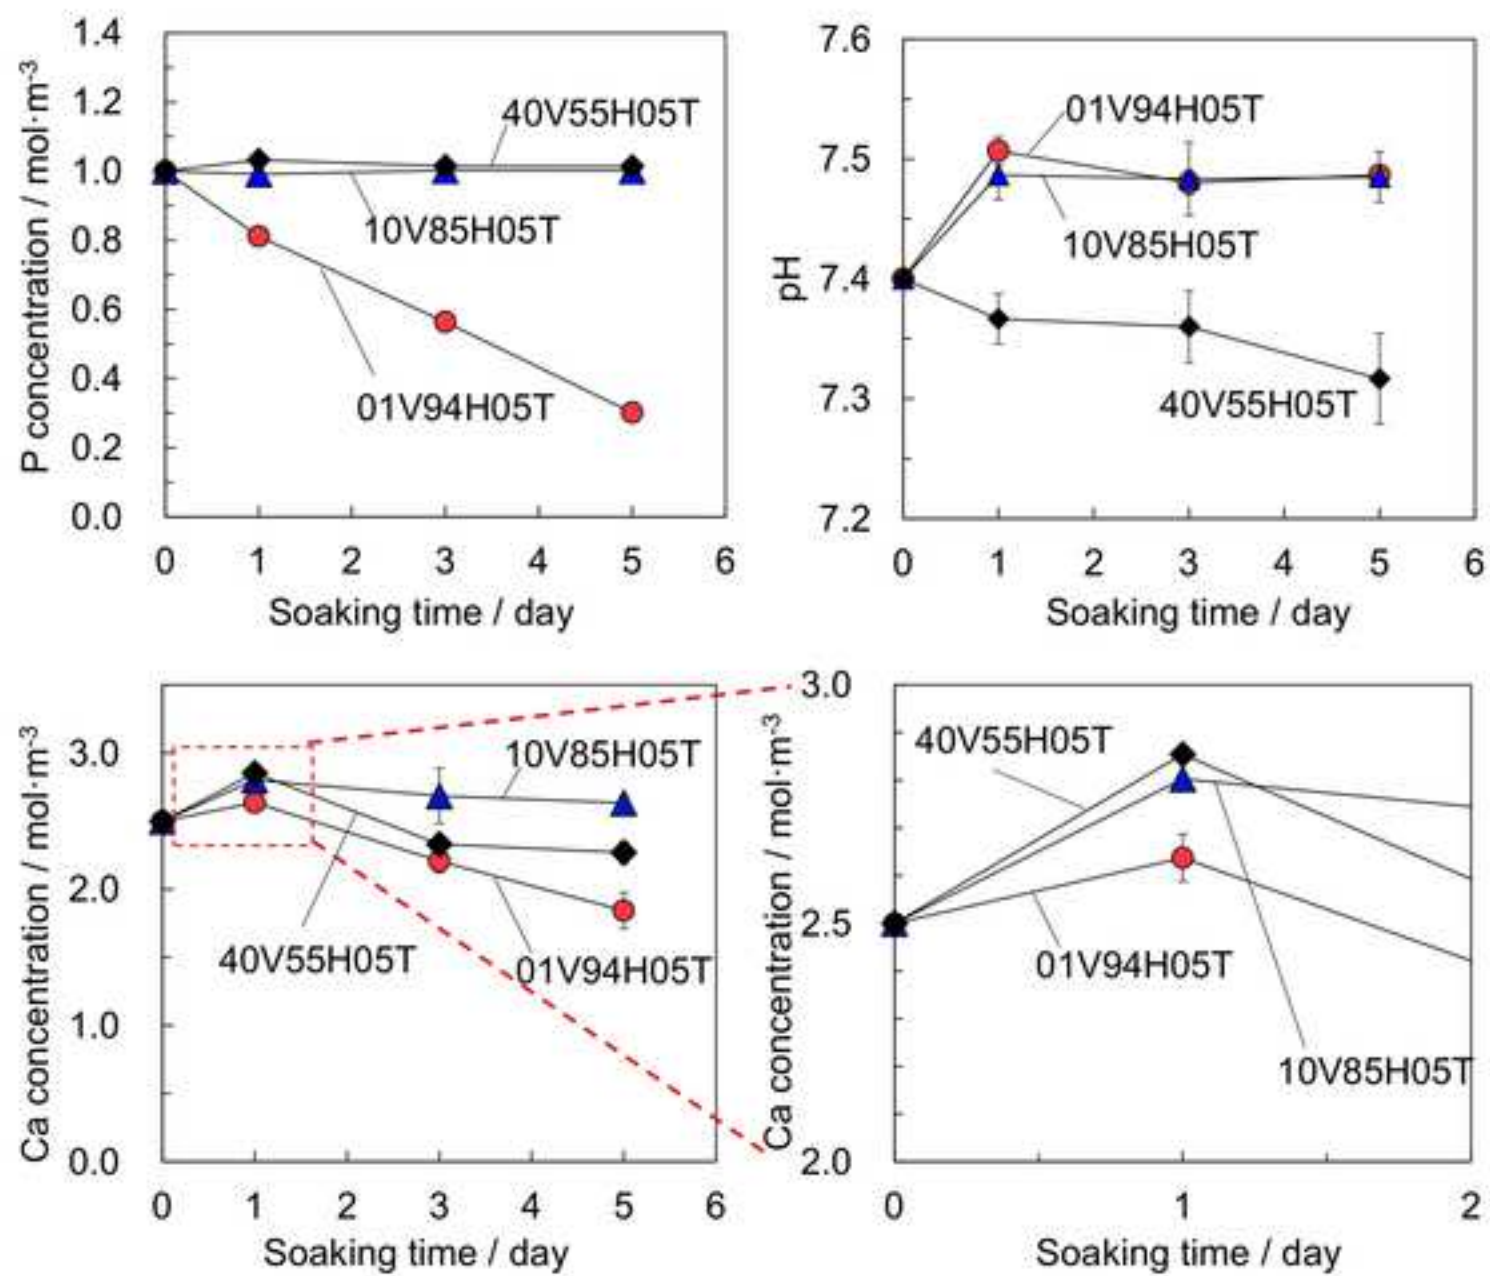 P concentration / mol·m-3
1.4
1.2
1.0
0.8
0.6
0.4
0.2
0.0
40V55H05T
10V85H05T
01V94H05T
0 1 2 3 4 5 6
Soaking time / day
pH
7.6
7.5
7.4
7.3
7.2
01V94H05T
10V85H05T
40V55H05T
0 1 2 3 4 5 6
Soaking time / day
Ca concentration / mol·m-3
3.0
2.0
1.0
0.0
10V85H05T
40V55H05T
01V94H05T
0 1 2 3 4 5 6
Soaking time / day
Ca concentration / mol·m-3
3.0
2.5
2.0
40V55H05T
01V94H05T
10V85H05T
0 1 2
Soaking time / day